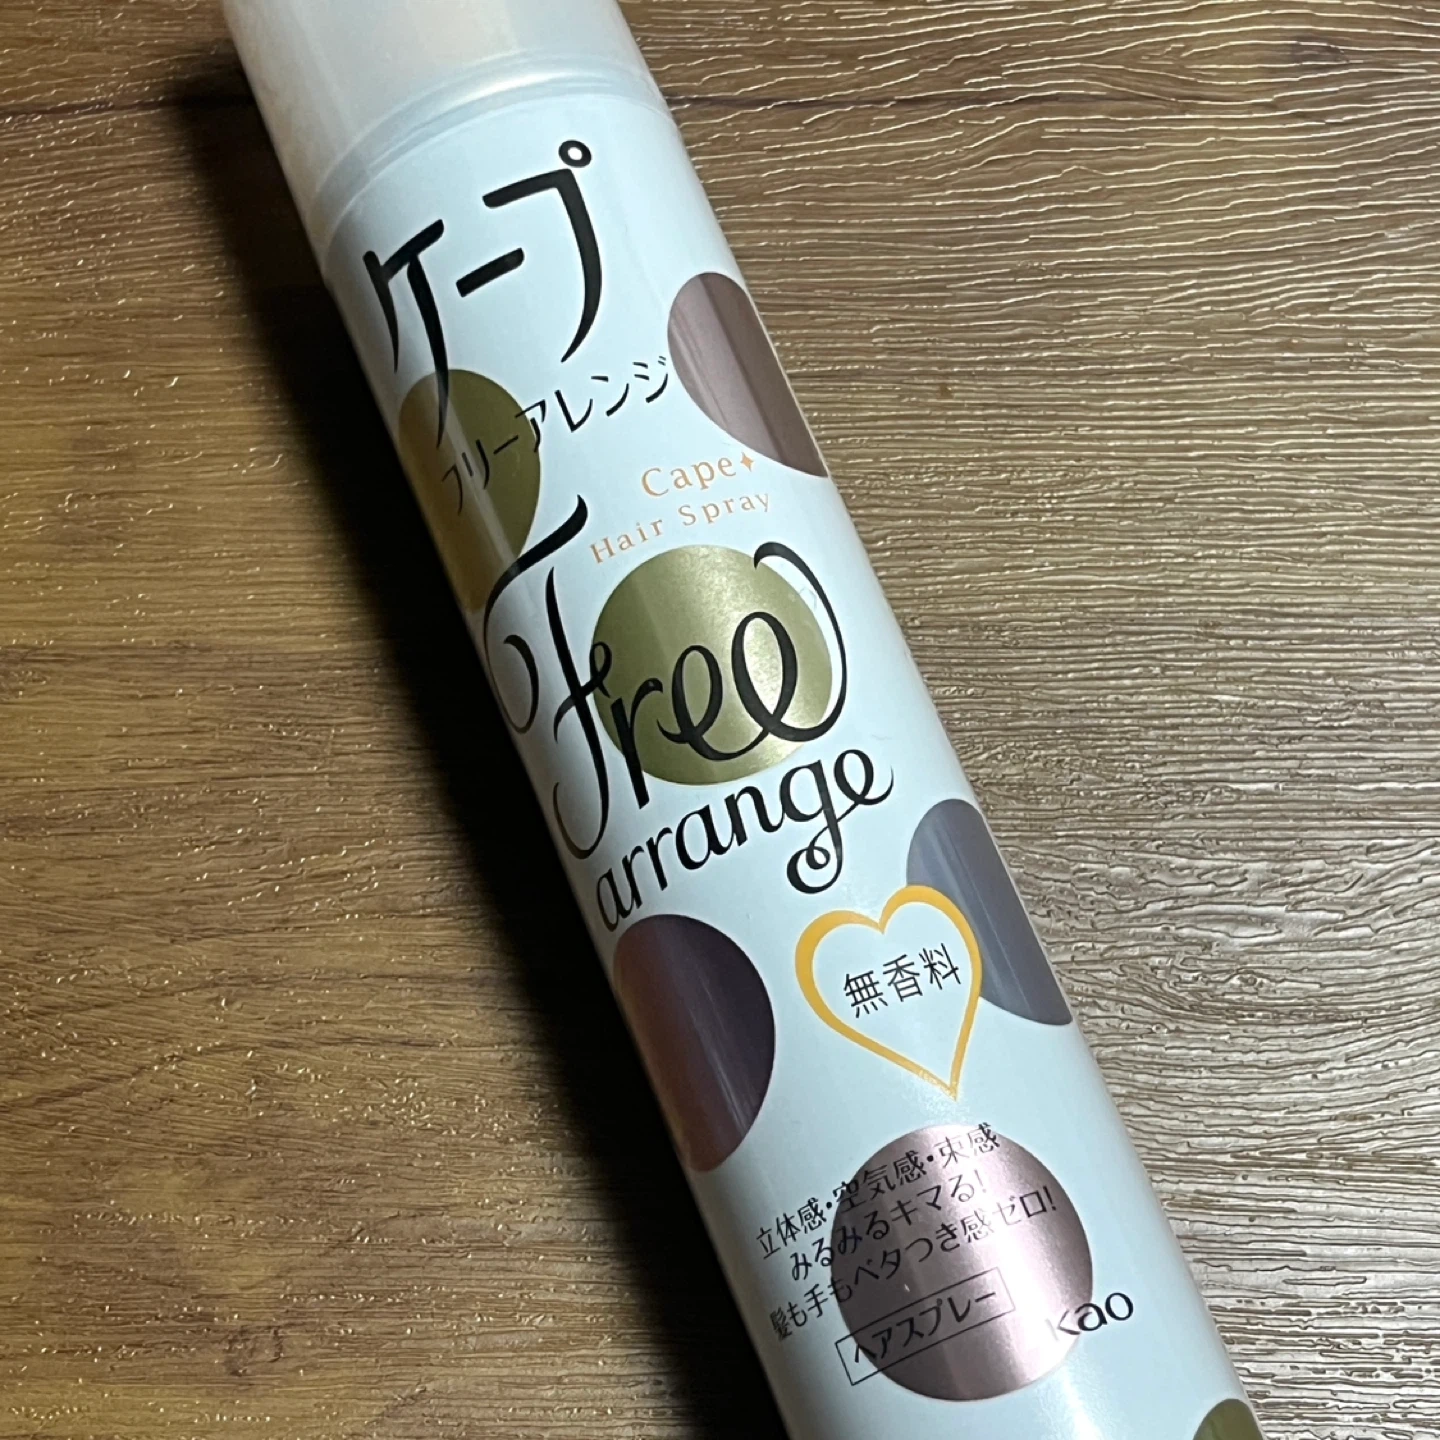 ケープ
フリーアレンジ
Cape
Hair Spray
Free
arrange
無香料
立体感・空気感・束感
みるみるキマる!
髪も手もベタつき感ゼロ!
ヘアスプレー
Kao